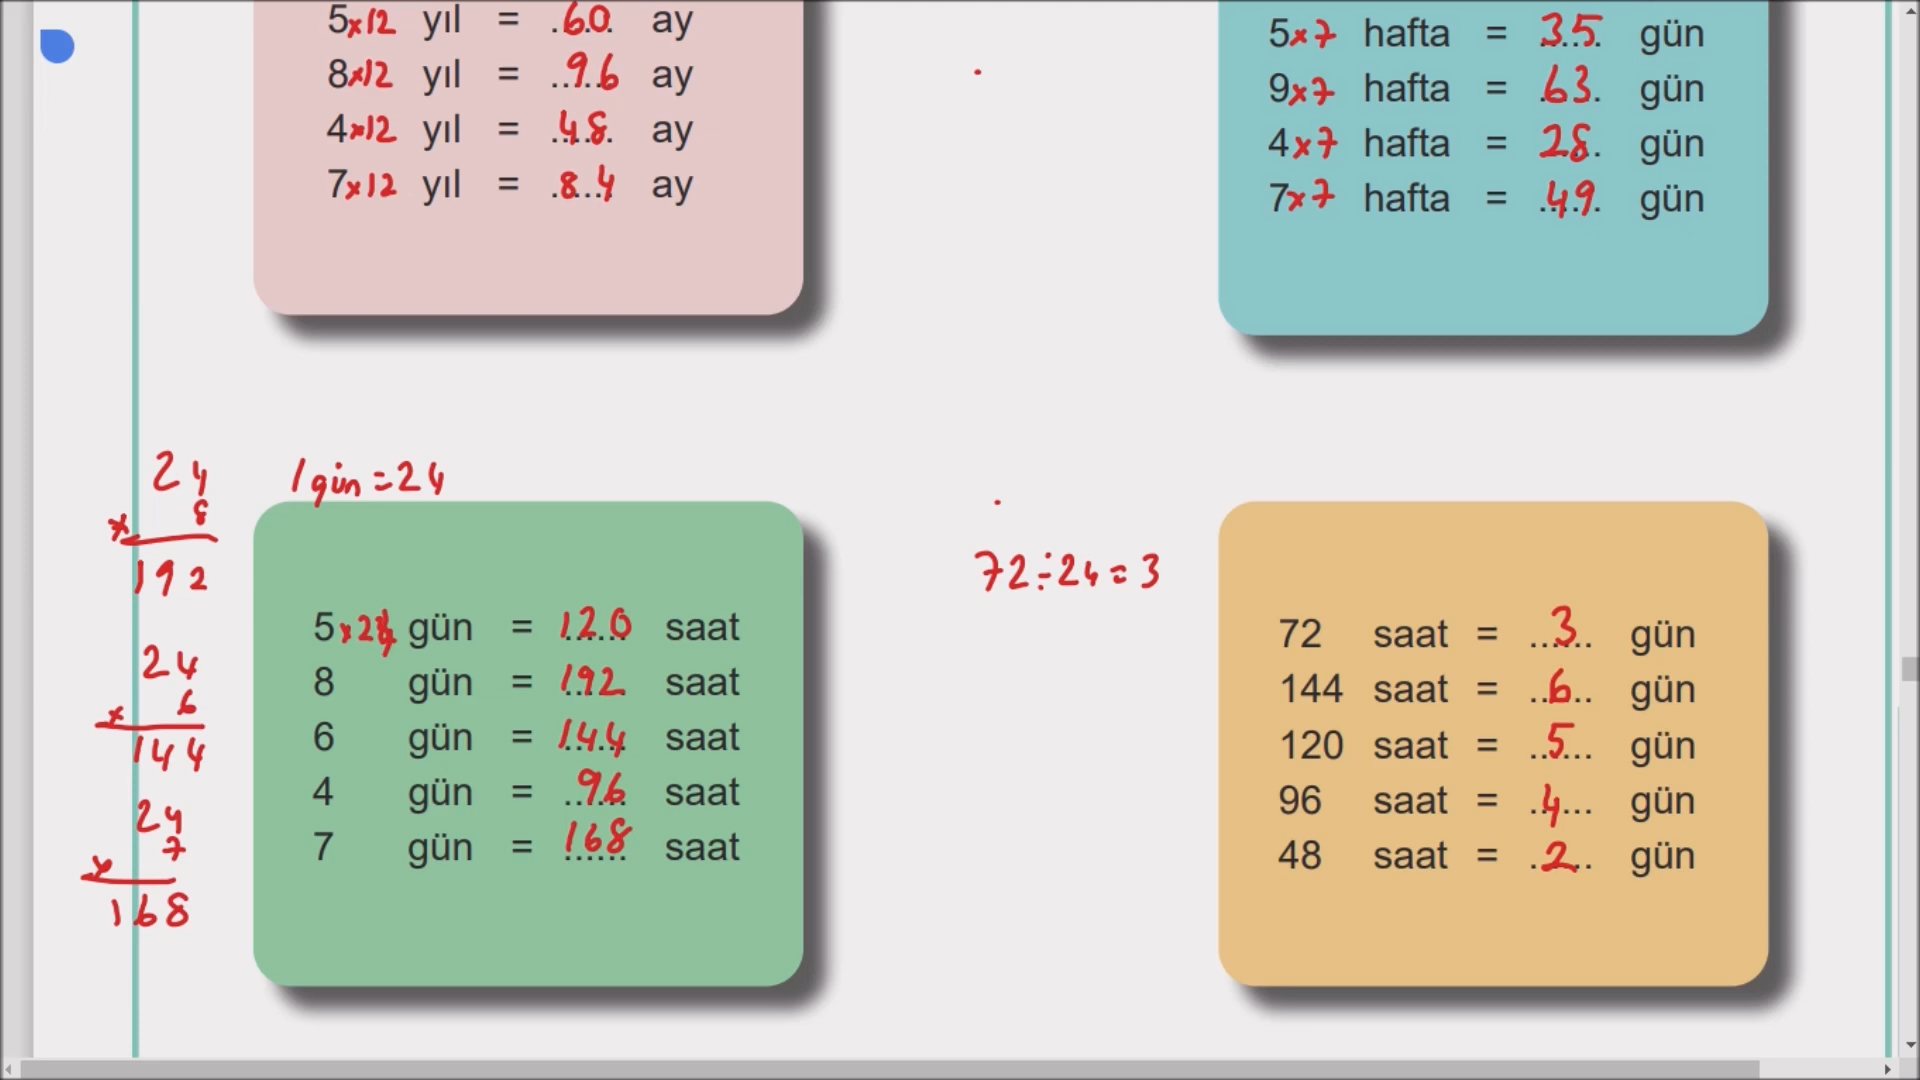 5x12 yıl = 60 ay
8x12 yıl = 96 ay
4x12 yıl = 48 ay
7x12 yıl = 84 ay
5x7 hafta = 35 gün
9x7 hafta = 63 gün
4x7 hafta = 28 gün
7x7 hafta = 49 gün
24
x 8
192
24
x 6
144
24
x 7
168
1 gün = 24
5x24 gün = 120 saat
8 gün = 192 saat
6 gün = 144 saat
4 gün = 96 saat
7 gün = 168 saat
72÷24=3
72 saat = 3 gün
144 saat = 6 gün
120 saat = 5 gün
96 saat = 4 gün
48 saat = 2 gün